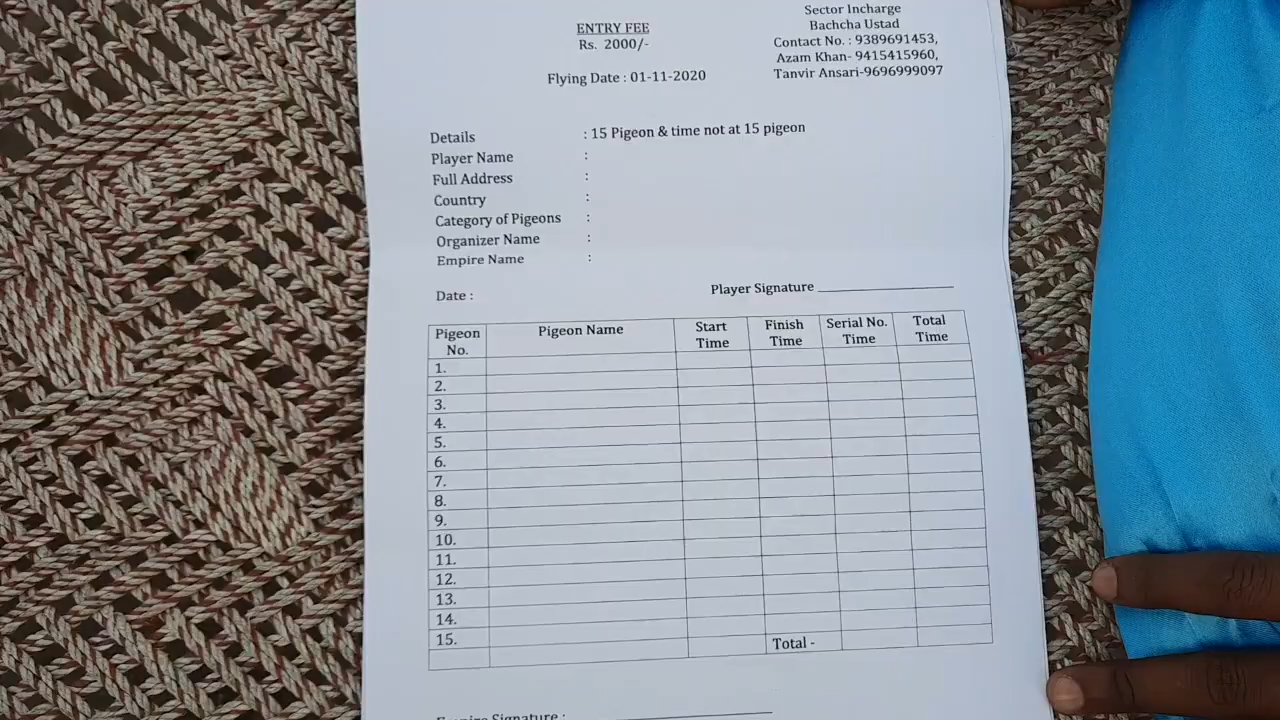 ENTRY FEE
Rs. 2000/-
Flying Date : 01-11-2020
Sector Incharge
Bachcha Ustad
Contact No. : 9389691453,
Azam Khan- 9415415960,
Tanvir Ansari-9696999097
Details : 15 Pigeon & time not at 15 pigeon
Player Name :
Full Address :
Country :
Category of Pigeons :
Organizer Name :
Empire Name :
Date :
Player Signature
Pigeon No. Pigeon Name Start Time Finish Time Serial No. Time Total Time
1.
2.
3.
4.
5.
6.
7.
8.
9.
10.
11.
12.
13.
14.
15.
Total -
Empire Signature :